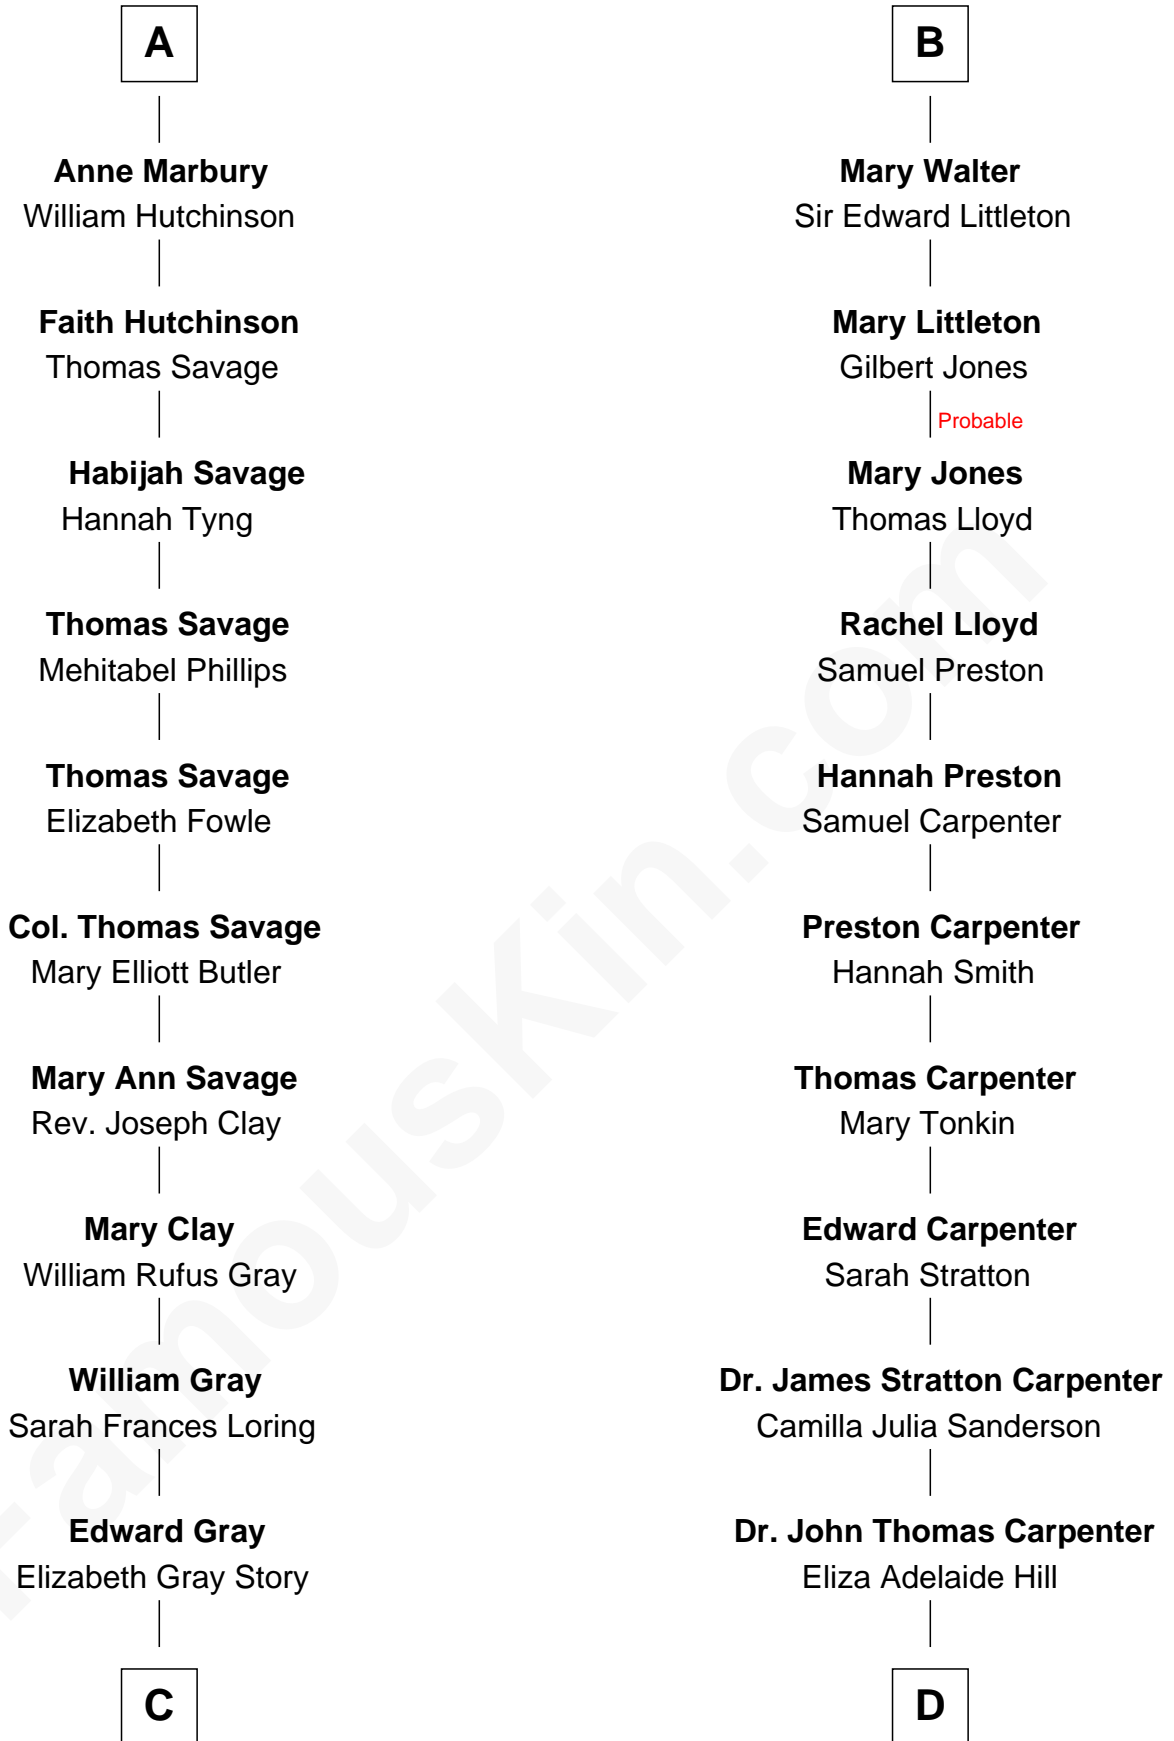 A
Anne Marbury
William Hutchinson
Faith Hutchinson
Thomas Savage
Habijah Savage
Hannah Tyng
Thomas Savage
Mehitabel Phillips
Thomas Savage
Elizabeth Fowle
Col. Thomas Savage
Mary Elliott Butler
Mary Ann Savage
Rev. Joseph Clay
Mary Clay
William Rufus Gray
William Gray
Sarah Frances Loring
Edward Gray
Elizabeth Gray Story
C
B
Mary Walter
Sir Edward Littleton
Mary Littleton
Gilbert Jones
Probable
Mary Jones
Thomas Lloyd
Rachel Lloyd
Samuel Preston
Hannah Preston
Samuel Carpenter
Preston Carpenter
Hannah Smith
Thomas Carpenter
Mary Tonkin
Edward Carpenter
Sarah Stratton
Dr. James Stratton Carpenter
Camilla Julia Sanderson
Dr. John Thomas Carpenter
Eliza Adelaide Hill
D
FamousKin.com